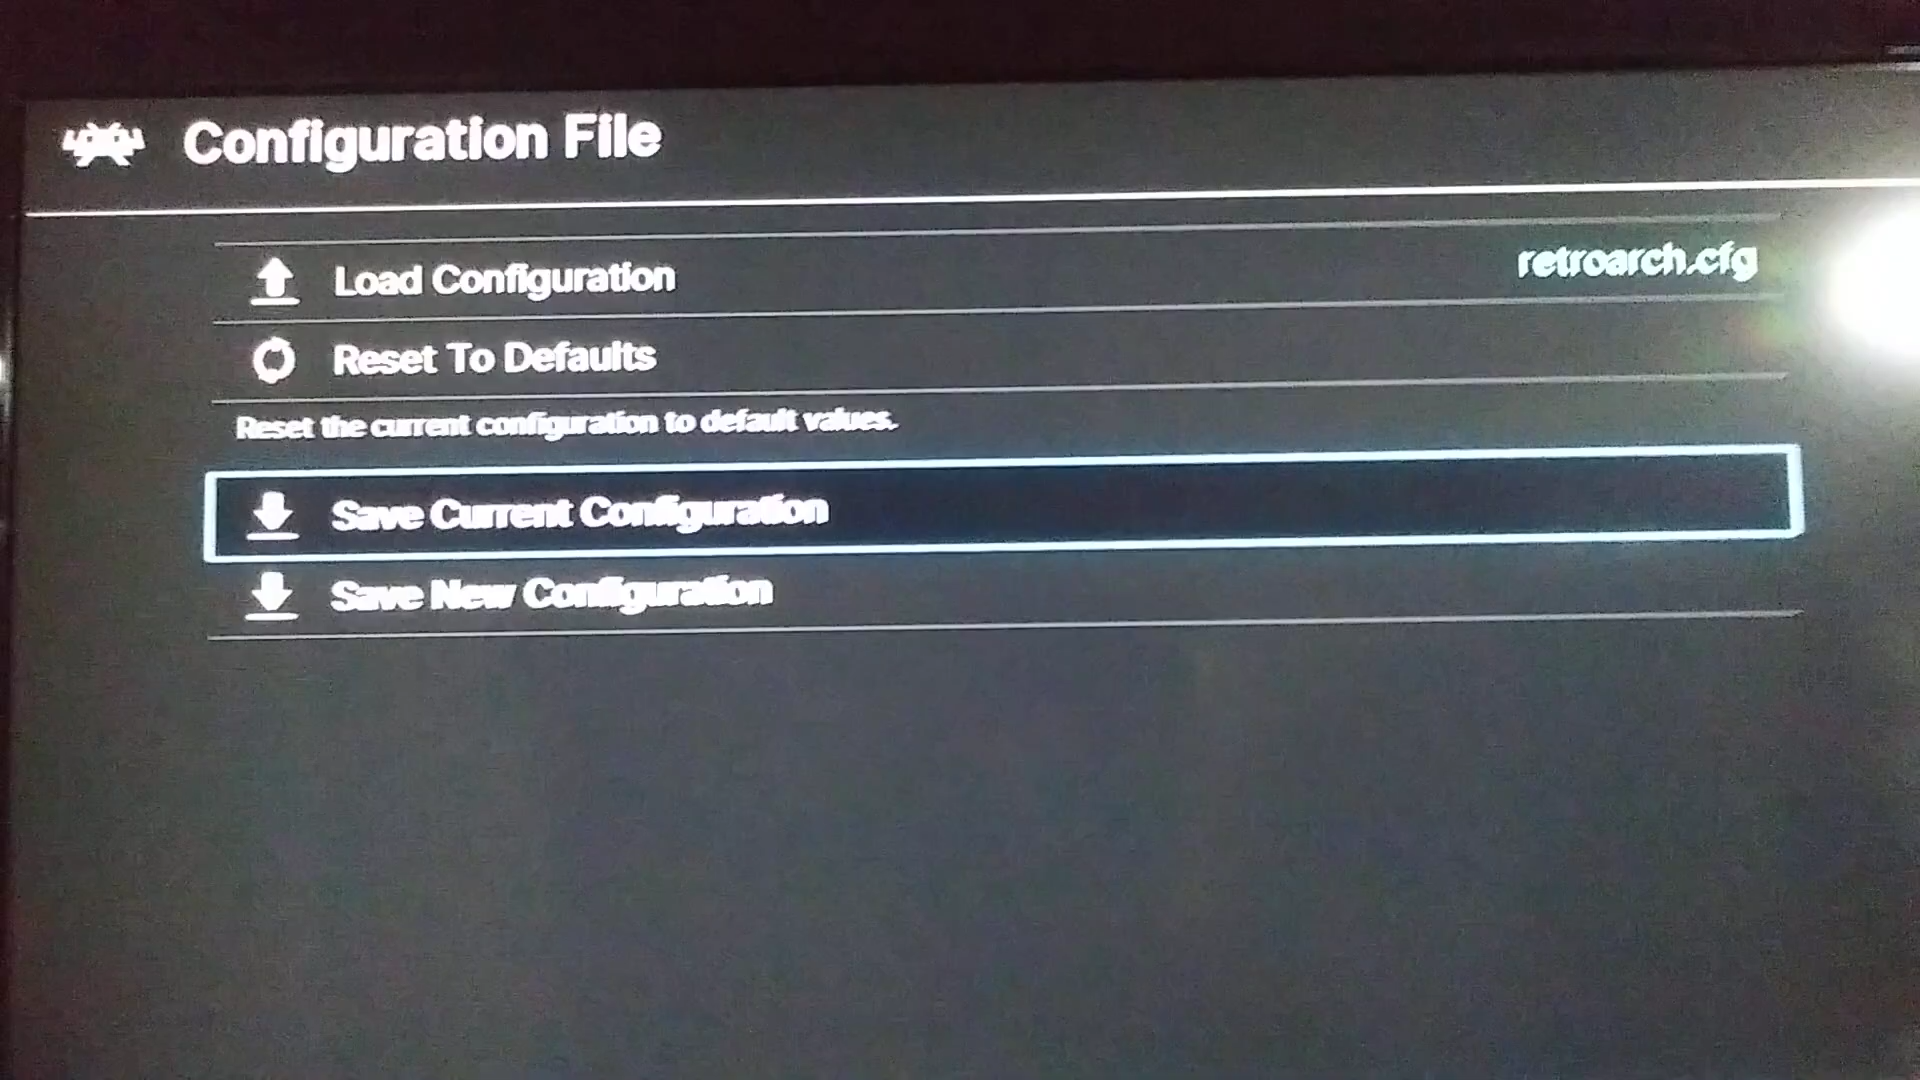 Configuration File
Load Configuration retroarch.cfg
Reset To Defaults
Reset the current configuration to default values.
Save Current Configuration
Save New Configuration